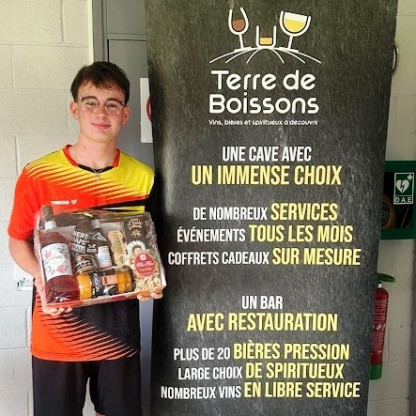 Terre de
Boissons
Vins, bières et spiritueux à découvrir
UNE CAVE AVEC
UN IMMENSE CHOIX
DE NOMBREUX SERVICES
ÉVÉNEMENTS TOUS LES MOIS
COFFRETS CADEAUX SUR MESURE
UN BAR
AVEC RESTAURATION
PLUS DE 20 BIÈRES PRESSION
LARGE CHOIX DE SPIRITUEUX
NOMBREUX VINS EN LIBRE SERVICE
DAE